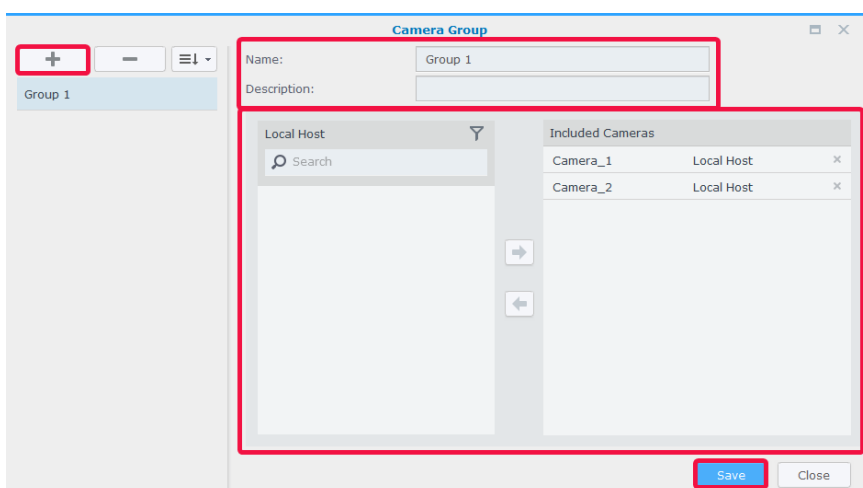 Camera Group
Group 1
Name: Group 1
Description:
Local Host
Search
Included Cameras
Camera_1 Local Host
Camera_2 Local Host
Save Close